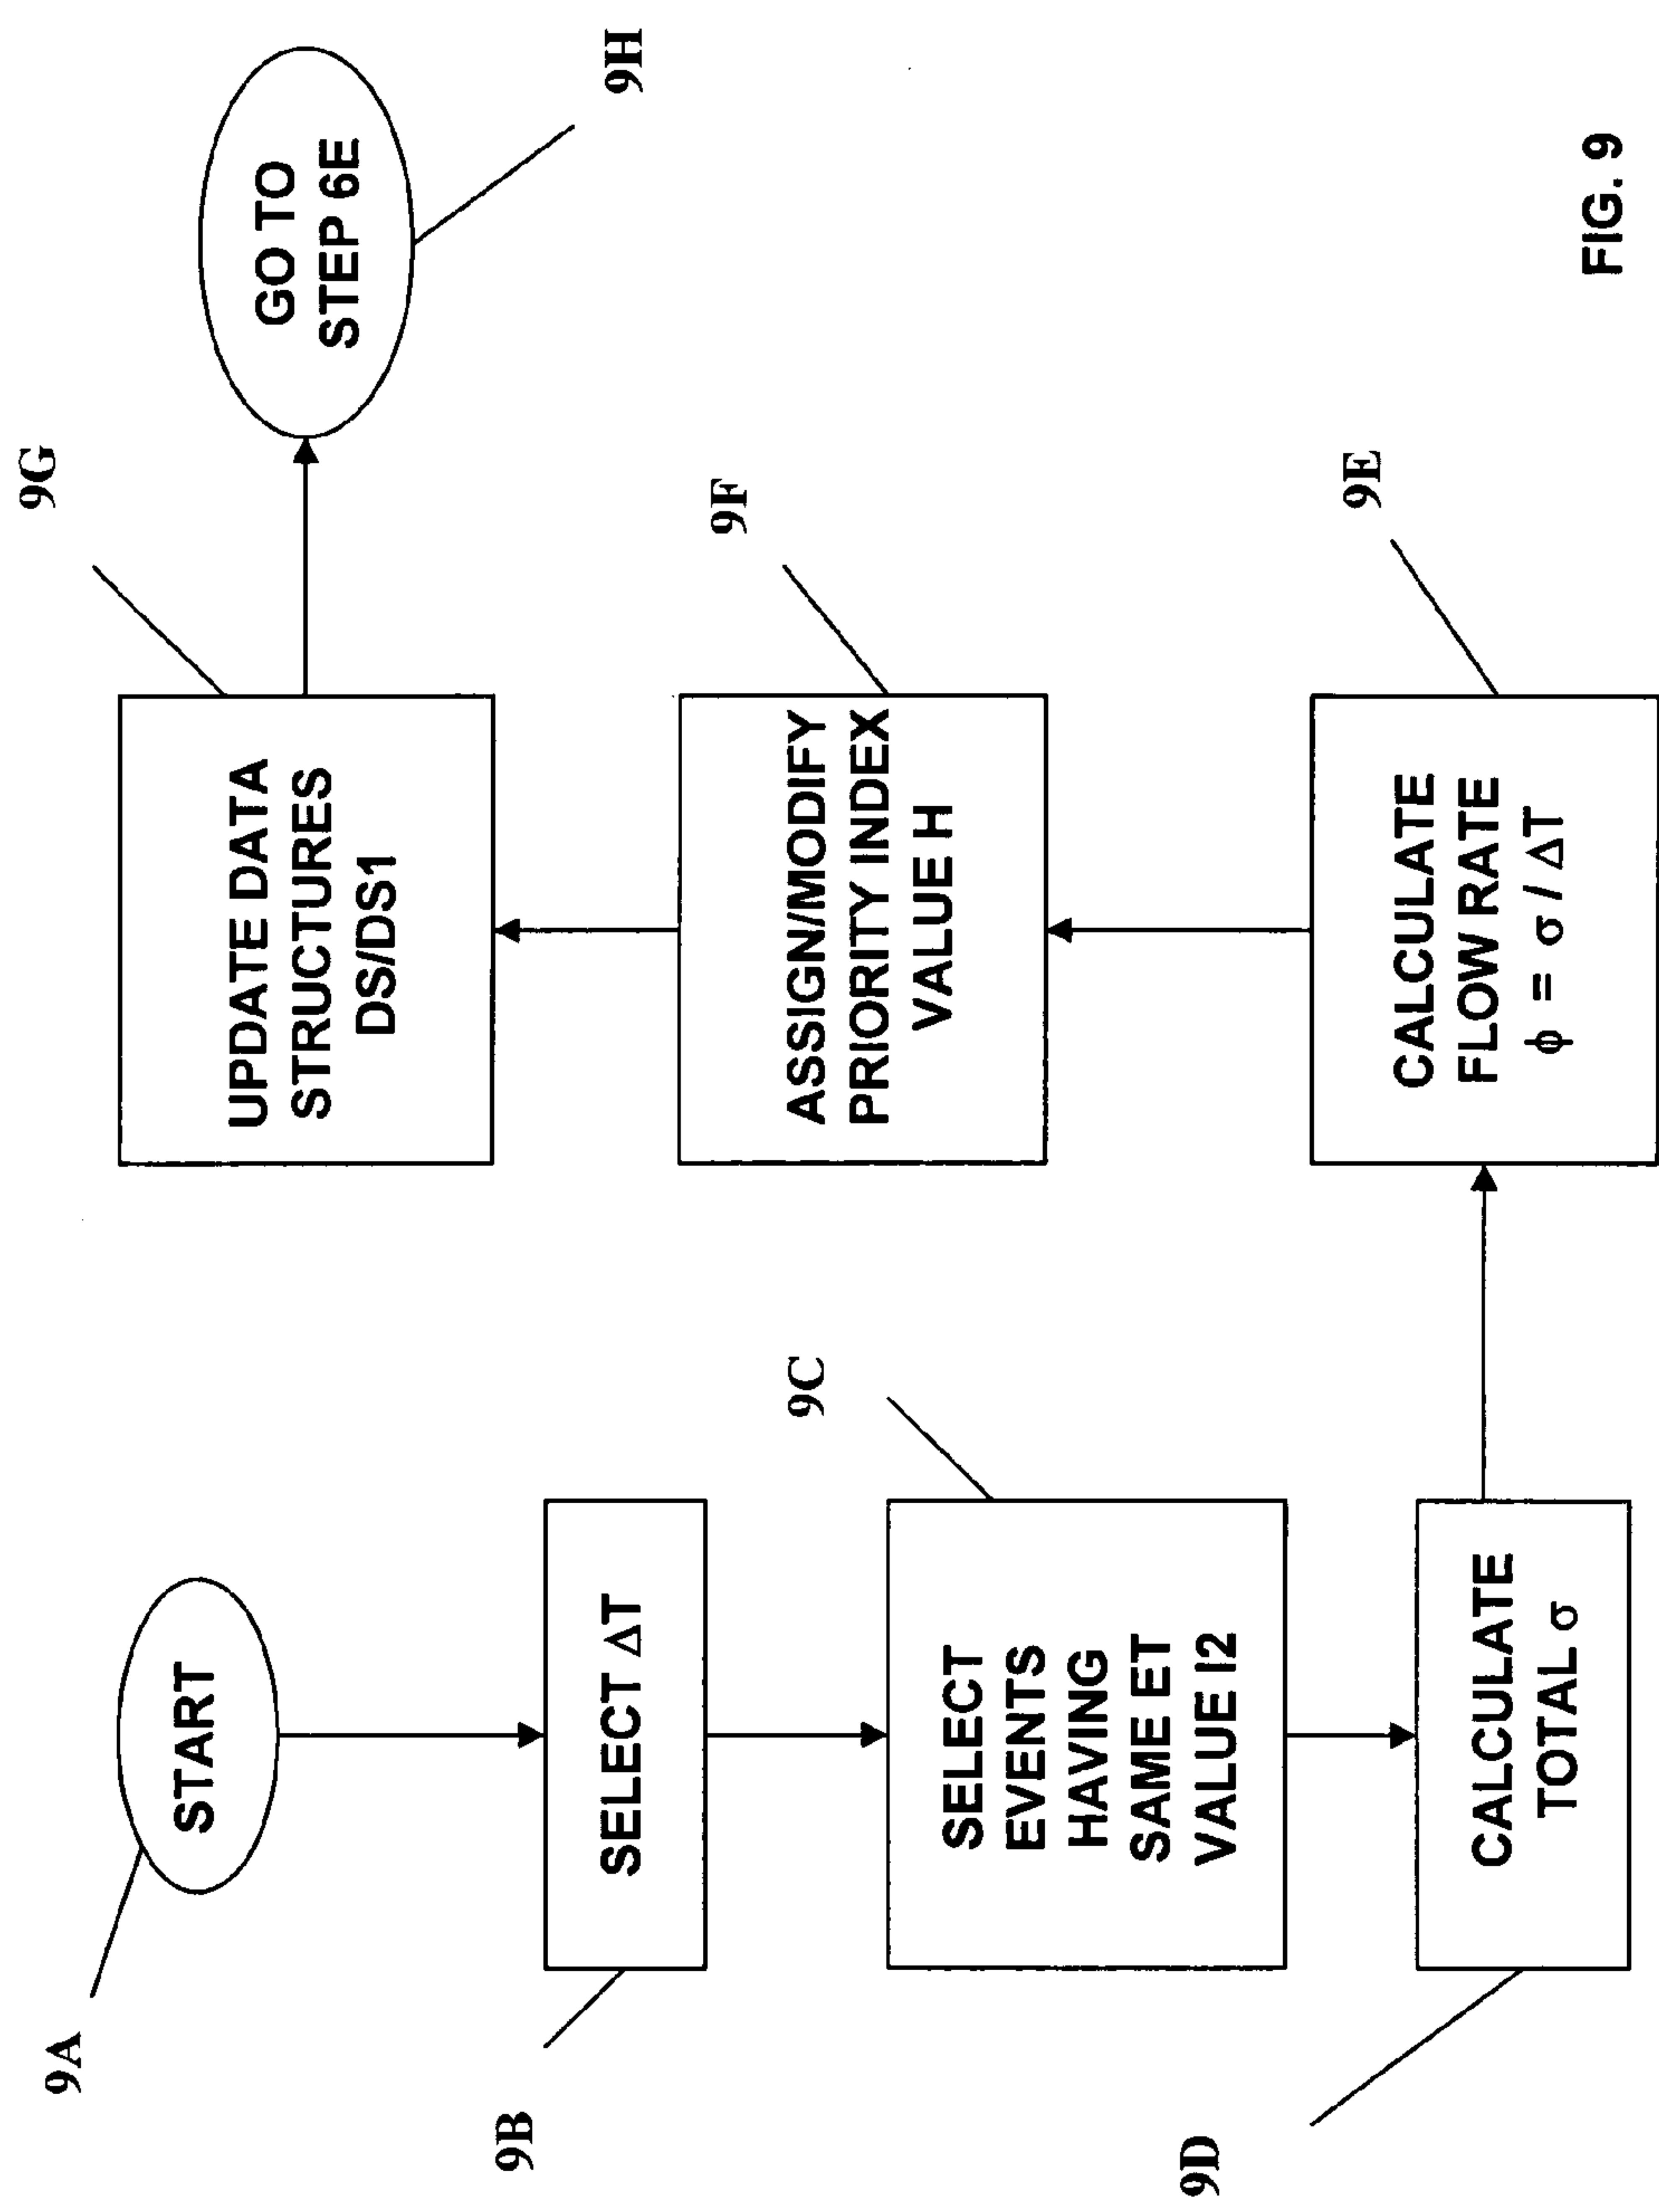 9A
START
9B
SELECT ΔT
9C
SELECT
EVENTS
HAVING
SAME ET
VALUE I2
9D
CALCULATE
TOTAL σ
9E
CALCULATE
FLOW RATE
ϕ = σ / ΔT
9F
ASSIGN/MODIFY
PRIORITY INDEX
VALUE H
9G
UPDATE DATA
STRUCTURES
DS/DS1
9H
GO TO
STEP 6E
FIG. 9